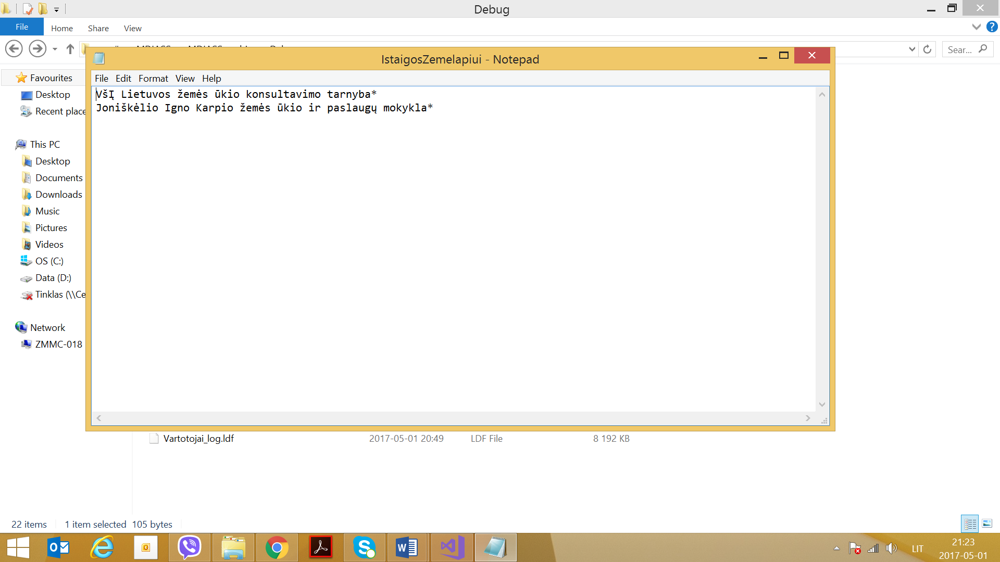 Debug
File Home Share View
Sear...
IstaigosZemelapiui - Notepad
File Edit Format View Help
VšĮ Lietuvos žemės ūkio konsultavimo tarnyba*
Joniškėlio Igno Karpio žemės ūkio ir paslaugų mokykla*
Favourites
Desktop
Recent place
This PC
Desktop
Documents
Downloads
Music
Pictures
Videos
OS (C:)
Data (D:)
Tinklas (\\Ce
Network
ZMMC-018
Vartotojai_log.ldf 2017-05-01 20:49 LDF File 8 192 KB
22 items 1 item selected 105 bytes
LIT
21:23
2017-05-01